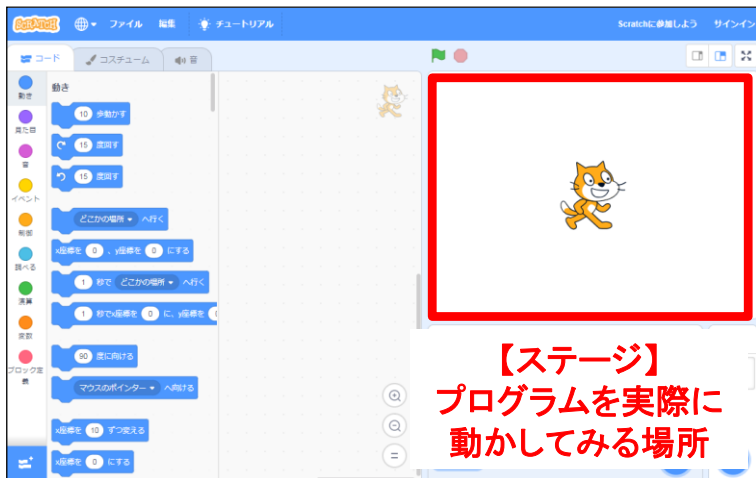 SCRATCH ファイル 編集 チュートリアル Scratchに参加しよう サインイン
コード コスチューム 音
動き
見た目
音
イベント
制御
調べる
演算
変数
ブロック定義
動き
10 歩動かす
15 度回す
15 度回す
どこかの場所 へ行く
x座標を 0 、y座標を 0 にする
1 秒で どこかの場所 へ行く
1 秒でx座標を 0 に、y座標を
90 度に向ける
マウスのポインター へ向ける
x座標を 10 ずつ変える
x座標を 0 にする
【ステージ】
プログラムを実際に
動かしてみる場所